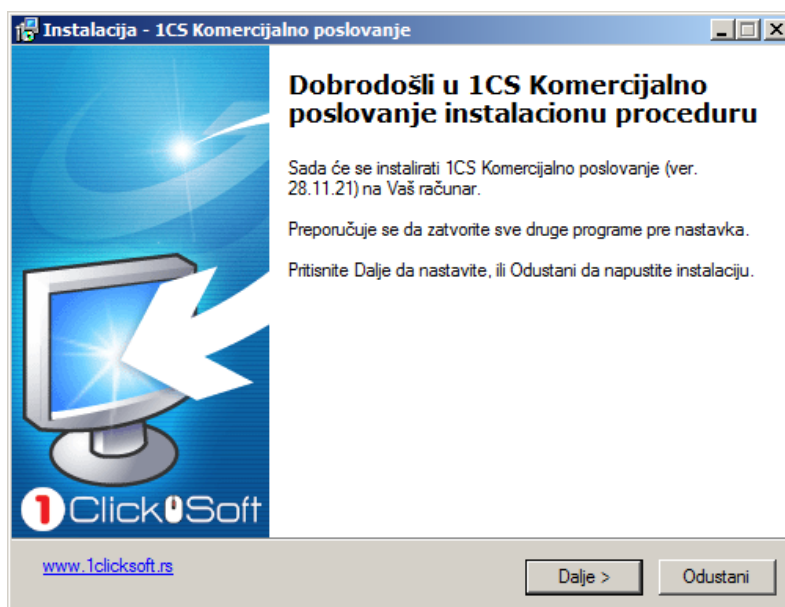 Instalacija - 1CS Komercijalno poslovanje
Dobrodošli u 1CS Komercijalno
poslovanje instalacionu proceduru
Sada će se instalirati 1CS Komercijalno poslovanje (ver.
28.11.21) na Vaš računar.
Preporučuje se da zatvorite sve druge programe pre nastavka.
Pritisnite Dalje da nastavite, ili Odustani da napustite instalaciju.
1ClickSoft
www.1clicksoft.rs
Dalje >
Odustani